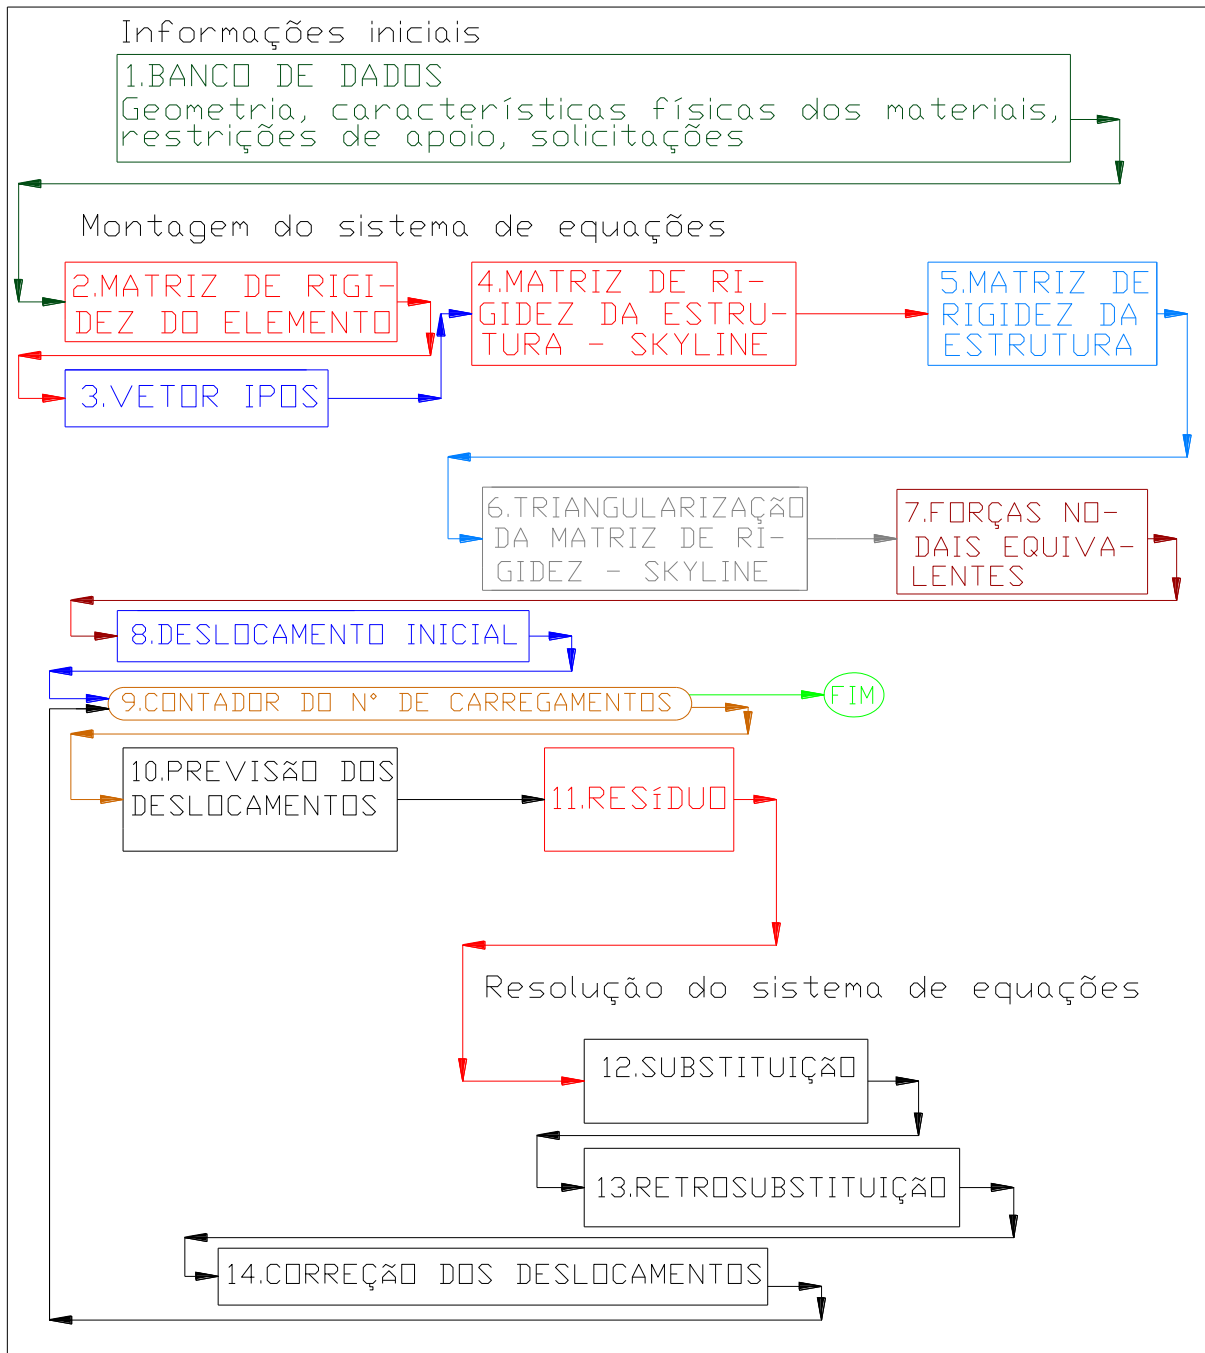 Informações iniciais
1.BANCO DE DADOS
Geometria, características físicas dos materiais,
restrições de apoio, solicitações
Montagem do sistema de equações
2.MATRIZ DE RIGI-
DEZ DO ELEMENTO
4.MATRIZ DE RI-
GIDEZ DA ESTRU-
TURA - SKYLINE
5.MATRIZ DE
RIGIDEZ DA
ESTRUTURA
3.VETOR IPOS
6.TRIANGULARIZAÇÃO
DA MATRIZ DE RI-
GIDEZ - SKYLINE
7.FORÇAS NO-
DAIS EQUIVA-
LENTES
8.DESLOCAMENTO INICIAL
9.CONTADOR DO N° DE CARREGAMENTOS
FIM
10.PREVISÃO DOS
DESLOCAMENTOS
11.RESíDUO
Resolução do sistema de equações
12.SUBSTITUIÇÃO
13.RETROSUBSTITUIÇÃO
14.CORREÇÃO DOS DESLOCAMENTOS